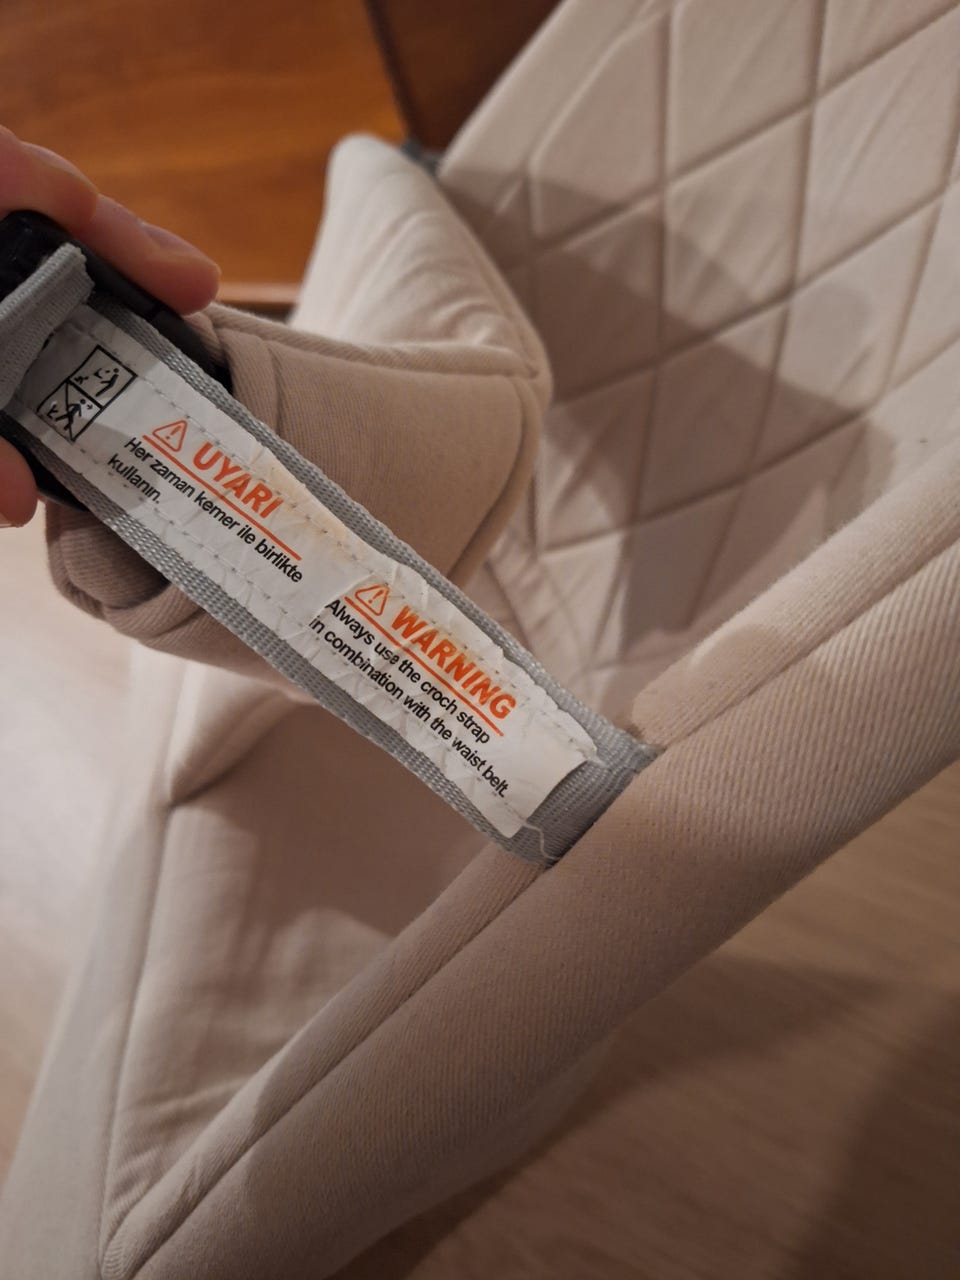 UYARI
Her zaman kemer ile birlikte
kullanın.
WARNING
Always use the croch strap
in combination with the waist belt.